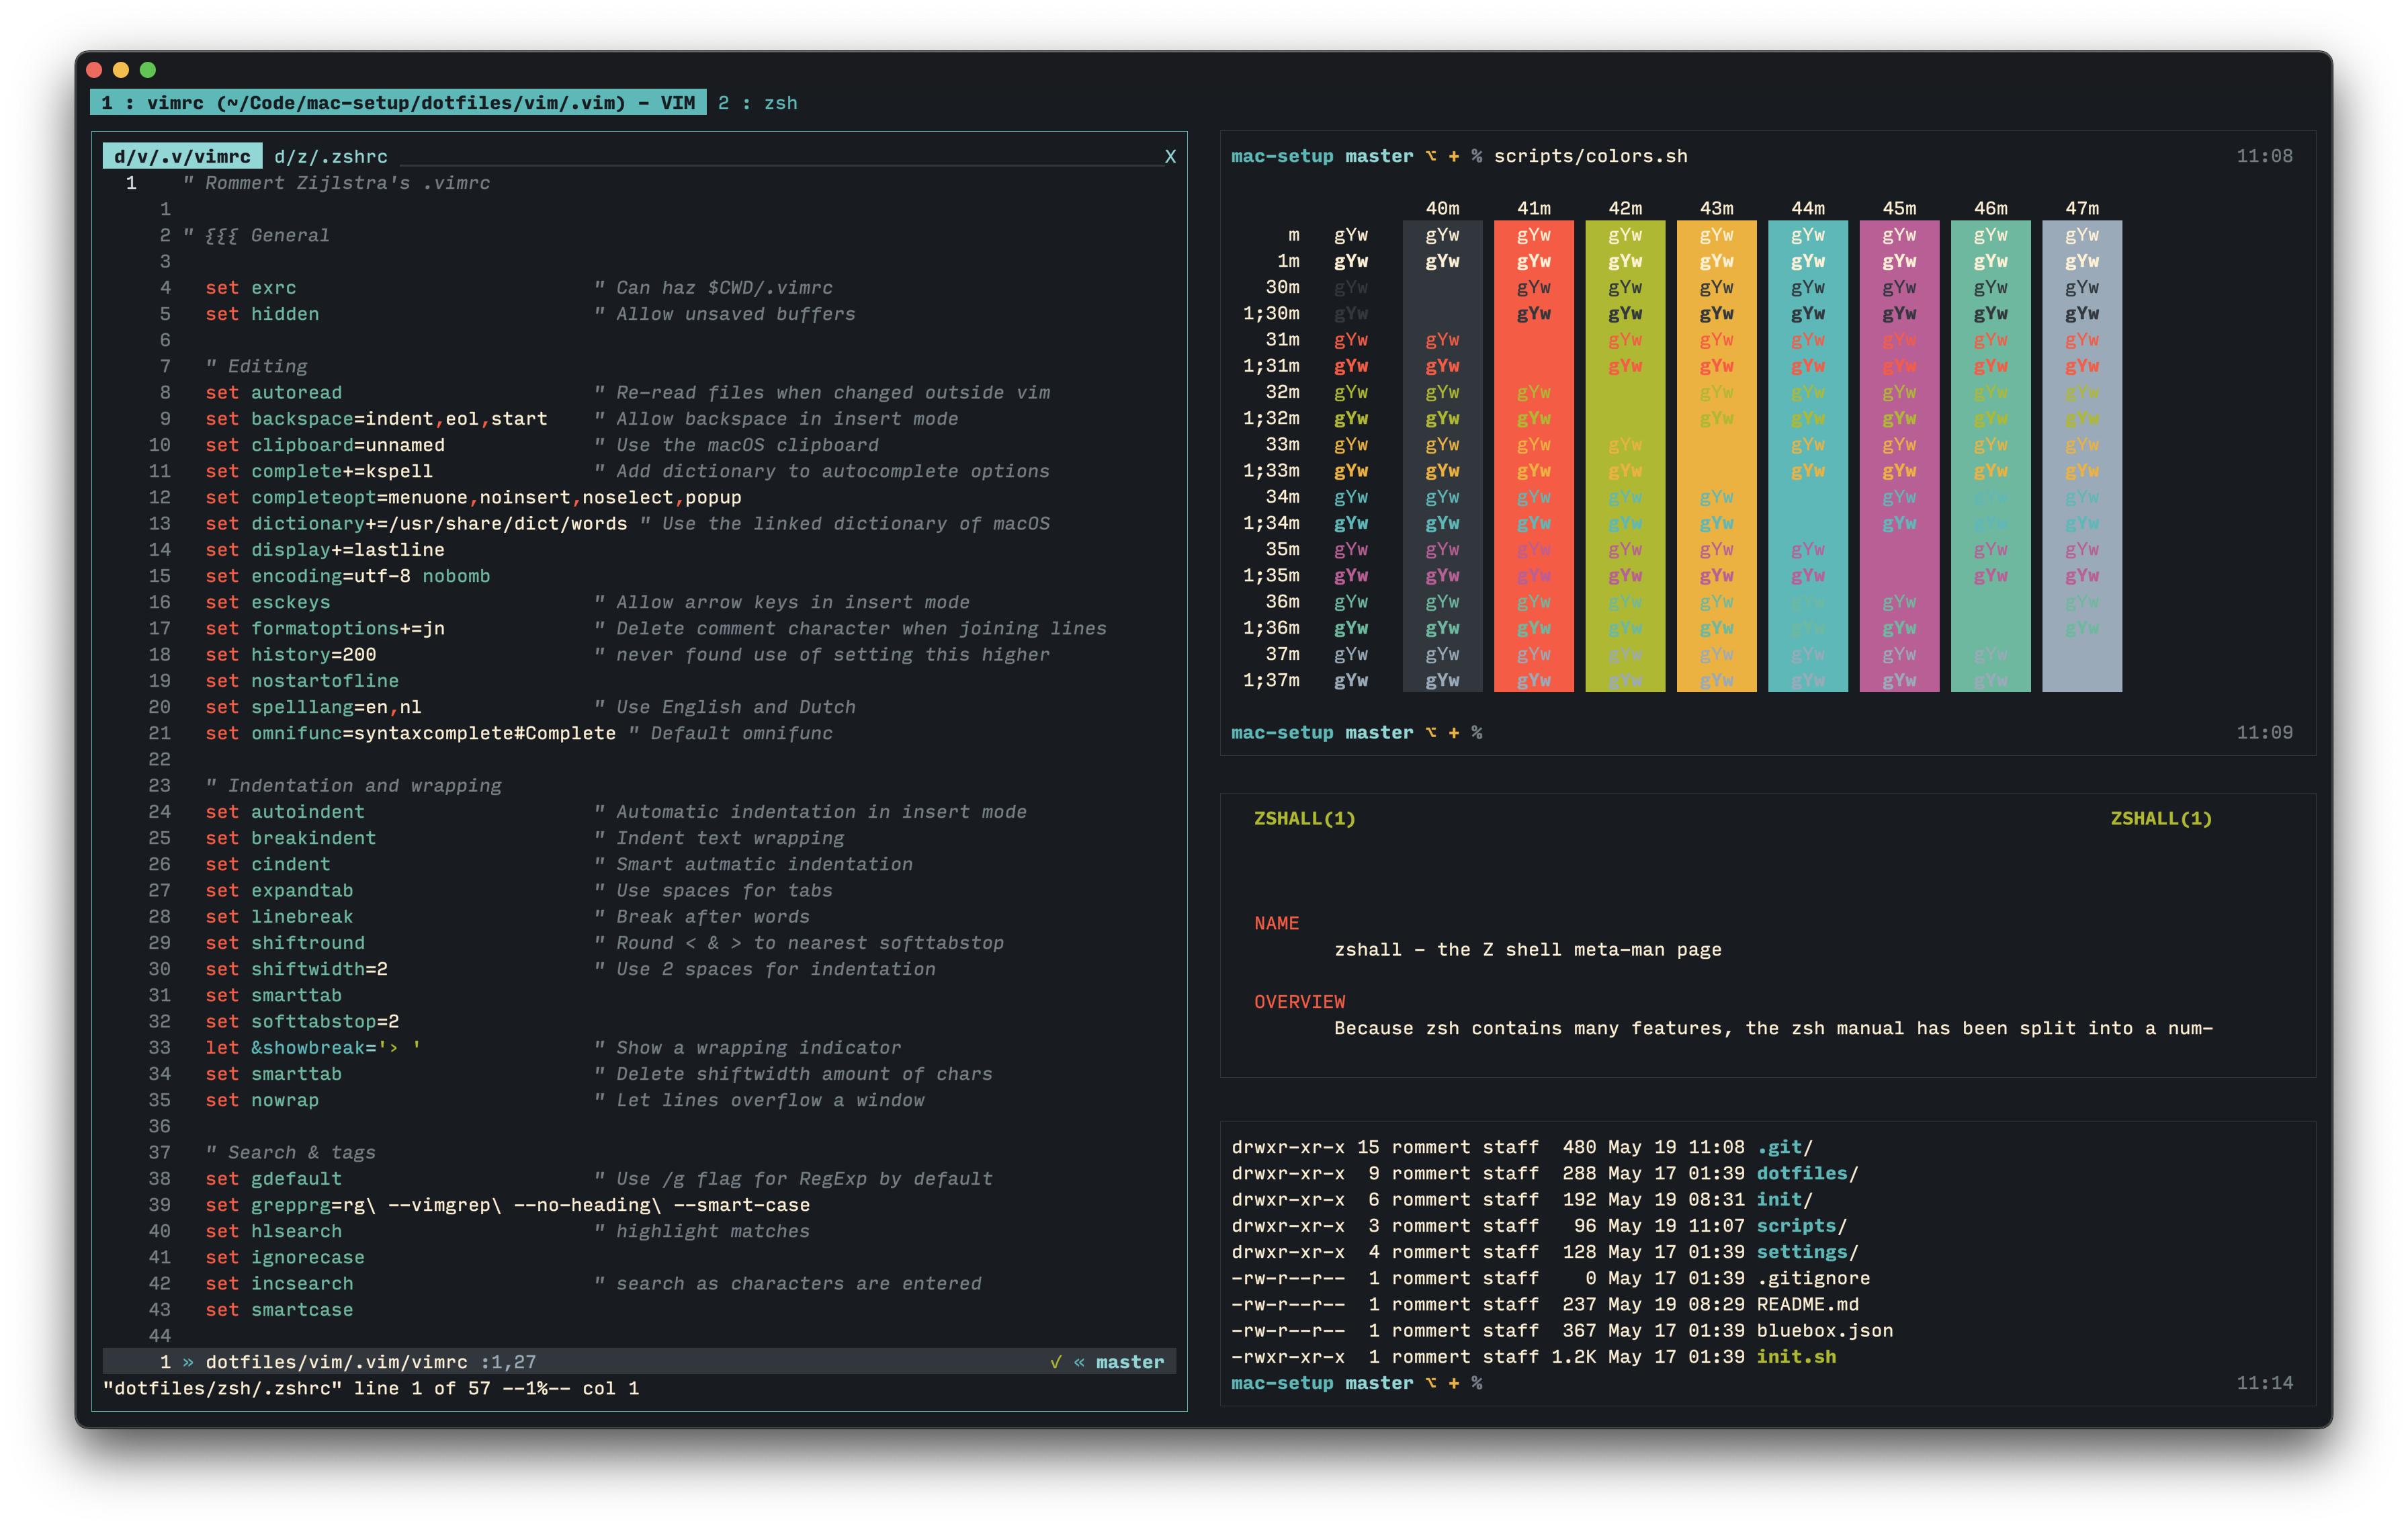 1 : vimrc (~/Code/mac-setup/dotfiles/vim/.vim) - VIM 2 : zsh
d/v/.v/vimrc d/z/.zshrc X
1 " Rommert Zijlstra's .vimrc
1
2 " {{{ General
3
4 set exrc " Can haz $CWD/.vimrc
5 set hidden " Allow unsaved buffers
6
7 " Editing
8 set autoread " Re-read files when changed outside vim
9 set backspace=indent,eol,start " Allow backspace in insert mode
10 set clipboard=unnamed " Use the macOS clipboard
11 set complete+=kspell " Add dictionary to autocomplete options
12 set completeopt=menuone,noinsert,noselect,popup
13 set dictionary+=/usr/share/dict/words " Use the linked dictionary of macOS
14 set display+=lastline
15 set encoding=utf-8 nobomb
16 set esckeys " Allow arrow keys in insert mode
17 set formatoptions+=jn " Delete comment character when joining lines
18 set history=200 " never found use of setting this higher
19 set nostartofline
20 set spelllang=en,nl " Use English and Dutch
21 set omnifunc=syntaxcomplete#Complete " Default omnifunc
22
23 " Indentation and wrapping
24 set autoindent " Automatic indentation in insert mode
25 set breakindent " Indent text wrapping
26 set cindent " Smart autmatic indentation
27 set expandtab " Use spaces for tabs
28 set linebreak " Break after words
29 set shiftround " Round < & > to nearest softtabstop
30 set shiftwidth=2 " Use 2 spaces for indentation
31 set smarttab
32 set softtabstop=2
33 let &showbreak='› ' " Show a wrapping indicator
34 set smarttab " Delete shiftwidth amount of chars
35 set nowrap " Let lines overflow a window
36
37 " Search & tags
38 set gdefault " Use /g flag for RegExp by default
39 set grepprg=rg\ --vimgrep\ --no-heading\ --smart-case
40 set hlsearch " highlight matches
41 set ignorecase
42 set incsearch " search as characters are entered
43 set smartcase
44
1 » dotfiles/vim/.vim/vimrc :1,27 ✓ « master
"dotfiles/zsh/.zshrc" line 1 of 57 --1%-- col 1
mac-setup master ⌥ + % scripts/colors.sh 11:08
40m 41m 42m 43m 44m 45m 46m 47m
m gYw gYw gYw gYw gYw gYw gYw gYw gYw
1m gYw gYw gYw gYw gYw gYw gYw gYw gYw
30m gYw gYw gYw gYw gYw gYw gYw gYw
1;30m gYw gYw gYw gYw gYw gYw gYw gYw
31m gYw gYw gYw gYw gYw gYw gYw gYw
1;31m gYw gYw gYw gYw gYw gYw gYw gYw
32m gYw gYw gYw gYw gYw gYw gYw gYw
1;32m gYw gYw gYw gYw gYw gYw gYw gYw
33m gYw gYw gYw gYw gYw gYw gYw gYw
1;33m gYw gYw gYw gYw gYw gYw gYw gYw
34m gYw gYw gYw gYw gYw gYw gYw
1;34m gYw gYw gYw gYw gYw gYw gYw
35m gYw gYw gYw gYw gYw gYw gYw gYw
1;35m gYw gYw gYw gYw gYw gYw gYw gYw
36m gYw gYw gYw gYw gYw gYw gYw
1;36m gYw gYw gYw gYw gYw gYw gYw
37m gYw gYw gYw gYw gYw gYw gYw gYw
1;37m gYw gYw gYw gYw gYw gYw gYw gYw
mac-setup master ⌥ + % 11:09
ZSHALL(1) ZSHALL(1)
NAME
zshall - the Z shell meta-man page
OVERVIEW
Because zsh contains many features, the zsh manual has been split into a num-
drwxr-xr-x 15 rommert staff 480 May 19 11:08 .git/
drwxr-xr-x 9 rommert staff 288 May 17 01:39 dotfiles/
drwxr-xr-x 6 rommert staff 192 May 19 08:31 init/
drwxr-xr-x 3 rommert staff 96 May 19 11:07 scripts/
drwxr-xr-x 4 rommert staff 128 May 17 01:39 settings/
-rw-r--r-- 1 rommert staff 0 May 17 01:39 .gitignore
-rw-r--r-- 1 rommert staff 237 May 19 08:29 README.md
-rw-r--r-- 1 rommert staff 367 May 17 01:39 bluebox.json
-rwxr-xr-x 1 rommert staff 1.2K May 17 01:39 init.sh
mac-setup master ⌥ + % 11:14